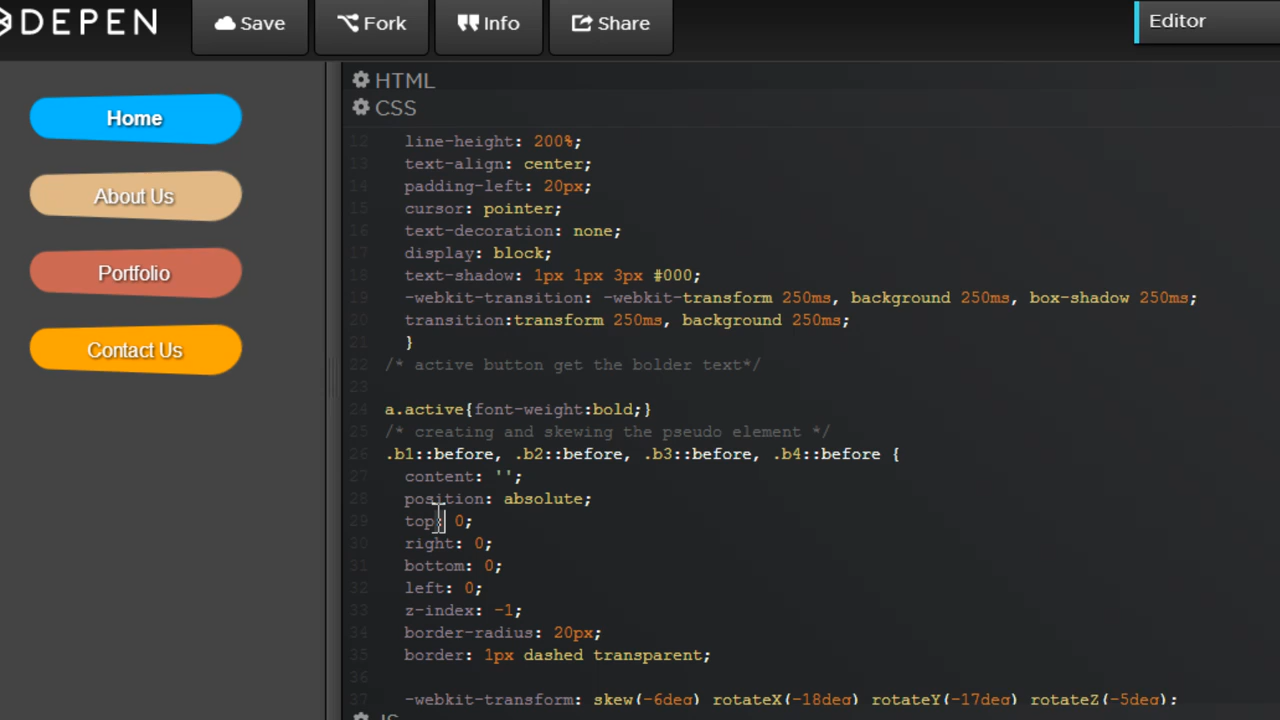 DEPEN Save Fork Info Share Editor
Home
About Us
Portfolio
Contact Us
HTML
CSS
12 line-height: 200%;
13 text-align: center;
14 padding-left: 20px;
15 cursor: pointer;
16 text-decoration: none;
17 display: block;
18 text-shadow: 1px 1px 3px #000;
19 -webkit-transition: -webkit-transform 250ms, background 250ms, box-shadow 250ms;
20 transition:transform 250ms, background 250ms;
21 }
22 /* active button get the bolder text*/
23
24 a.active{font-weight:bold;}
25 /* creating and skewing the pseudo element */
26 .b1::before, .b2::before, .b3::before, .b4::before {
27 content: '';
28 position: absolute;
29 top: 0;
30 right: 0;
31 bottom: 0;
32 left: 0;
33 z-index: -1;
34 border-radius: 20px;
35 border: 1px dashed transparent;
36
37 -webkit-transform: skew(-6deg) rotateX(-18deg) rotateY(-17deg) rotateZ(-5deg);
JS